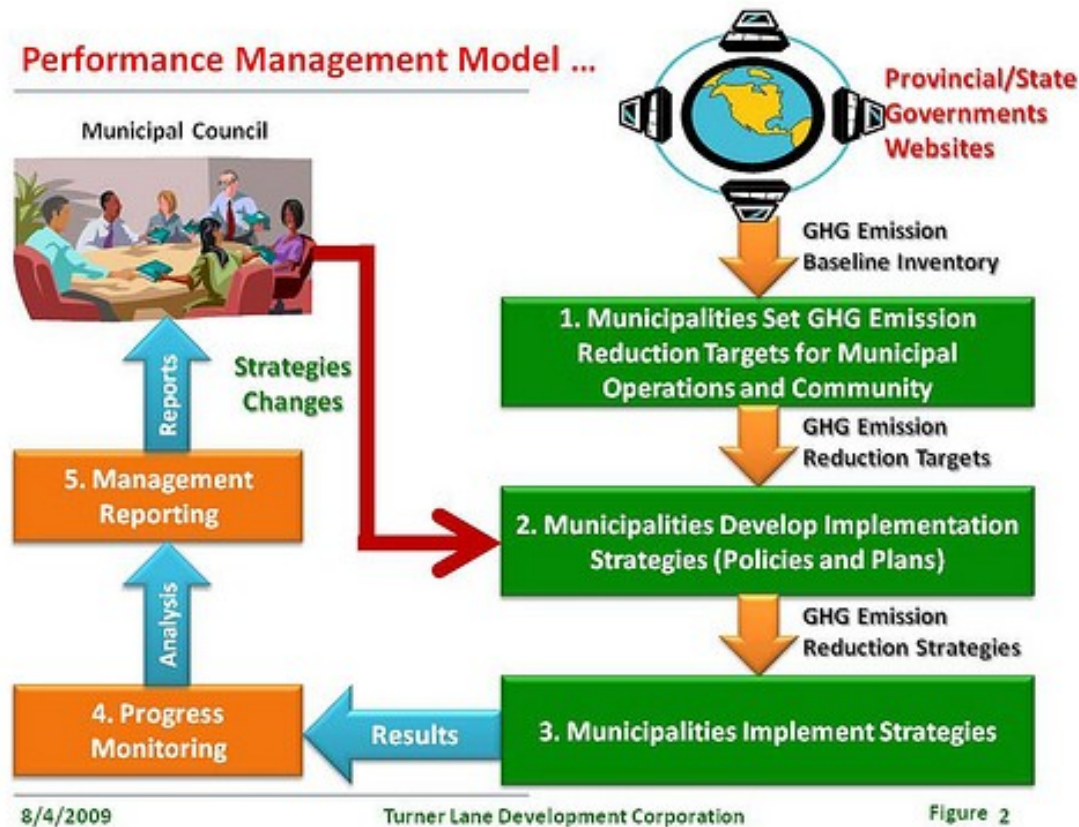 Performance Management Model ...
Municipal Council
Provincial/State
Governments
Websites
GHG Emission
Baseline Inventory
1. Municipalities Set GHG Emission
Reduction Targets for Municipal
Operations and Community
GHG Emission
Reduction Targets
2. Municipalities Develop Implementation
Strategies (Policies and Plans)
GHG Emission
Reduction Strategies
3. Municipalities Implement Strategies
Results
4. Progress
Monitoring
Analysis
5. Management
Reporting
Reports
Strategies
Changes
8/4/2009
Turner Lane Development Corporation
Figure 2